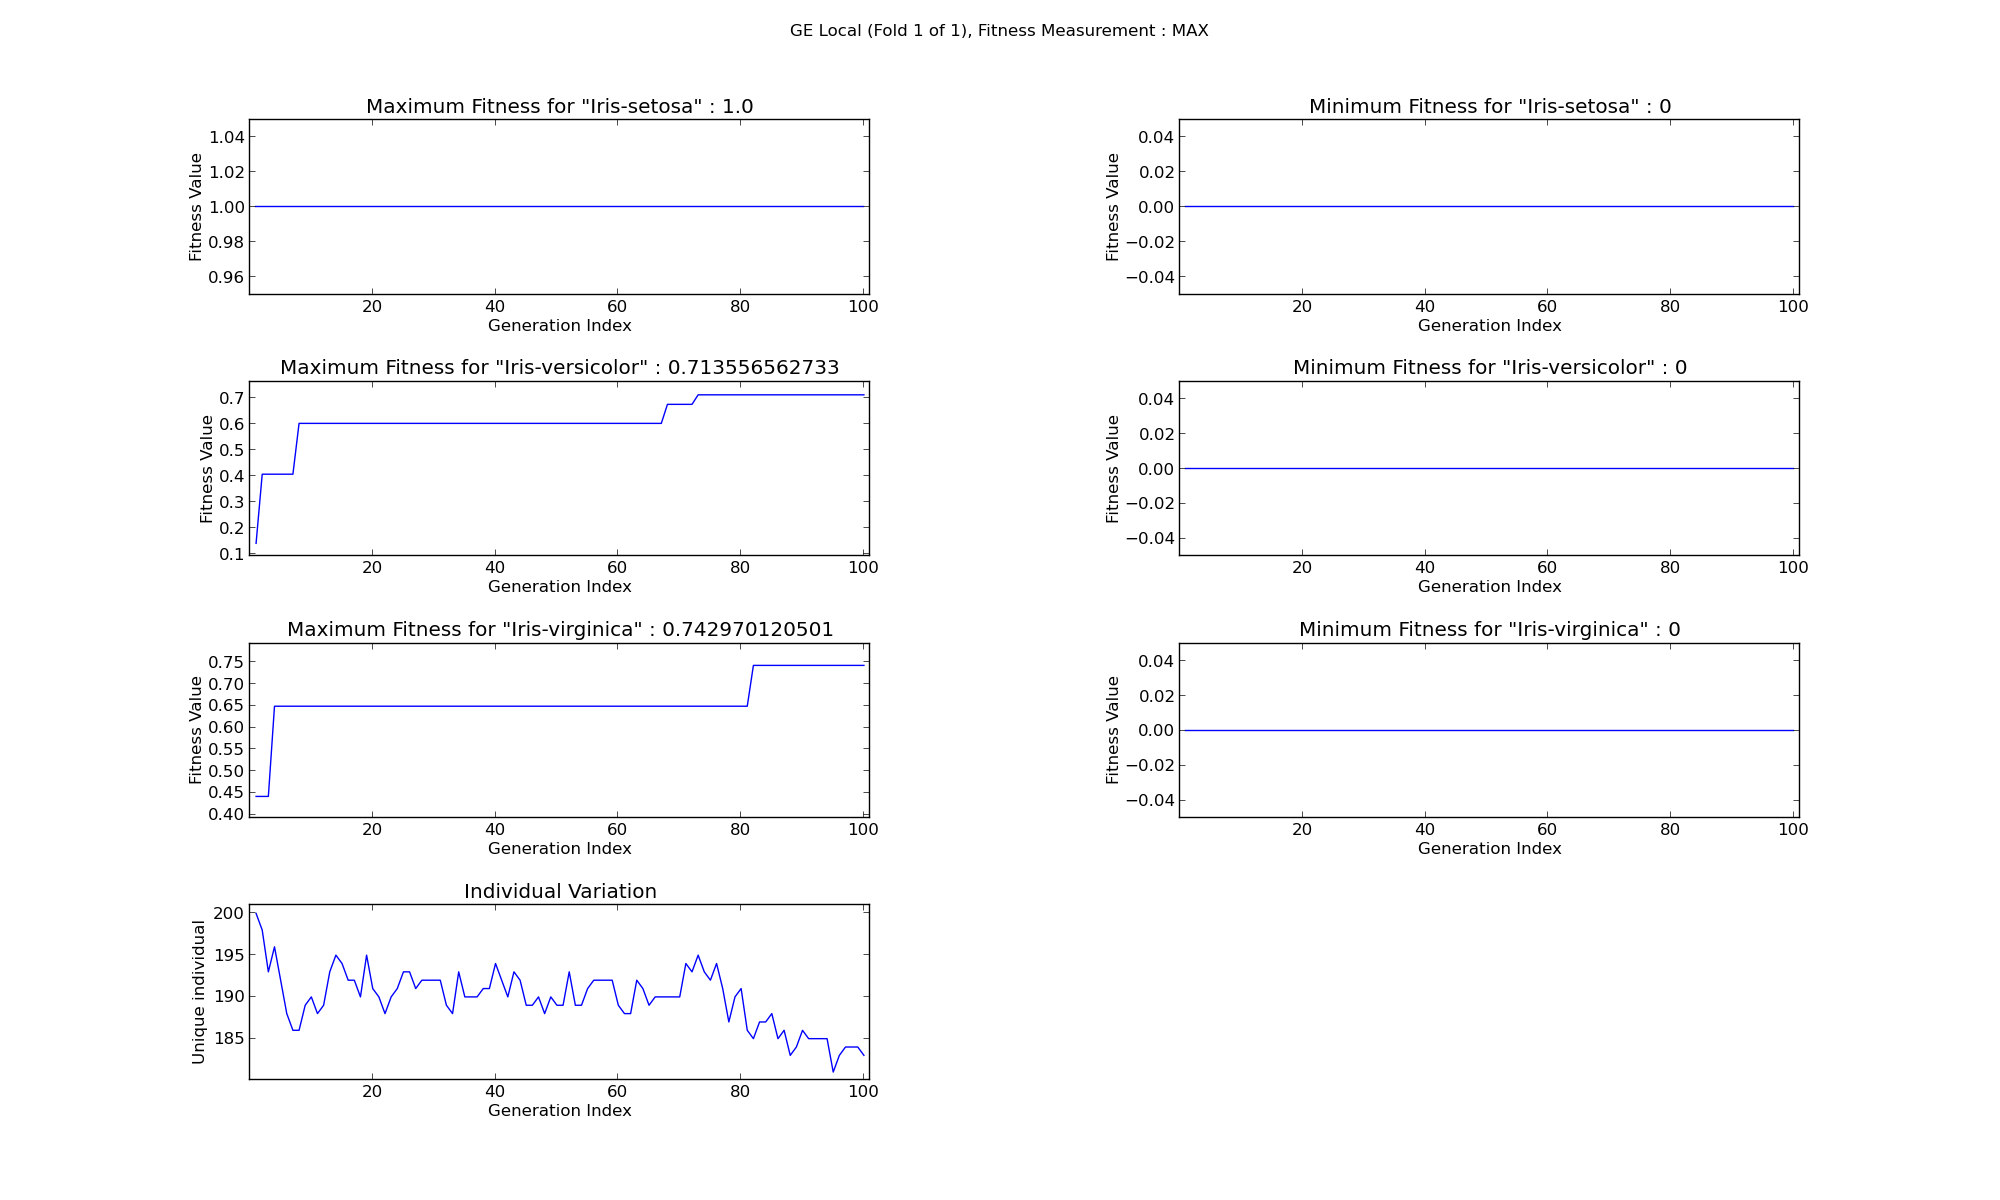 GE Local (Fold 1 of 1), Fitness Measurement : MAX
Maximum Fitness for "Iris-setosa" : 1.0
Fitness Value
1.04
1.02
1.00
0.98
0.96
20 40 60 80 100
Generation Index
Minimum Fitness for "Iris-setosa" : 0
Fitness Value
0.04
0.02
0.00
−0.02
−0.04
20 40 60 80 100
Generation Index
Maximum Fitness for "Iris-versicolor" : 0.713556562733
Fitness Value
0.7
0.6
0.5
0.4
0.3
0.2
0.1
20 40 60 80 100
Generation Index
Minimum Fitness for "Iris-versicolor" : 0
Fitness Value
0.04
0.02
0.00
−0.02
−0.04
20 40 60 80 100
Generation Index
Maximum Fitness for "Iris-virginica" : 0.742970120501
Fitness Value
0.75
0.70
0.65
0.60
0.55
0.50
0.45
0.40
20 40 60 80 100
Generation Index
Minimum Fitness for "Iris-virginica" : 0
Fitness Value
0.04
0.02
0.00
−0.02
−0.04
20 40 60 80 100
Generation Index
Individual Variation
Unique individual
200
195
190
185
20 40 60 80 100
Generation Index